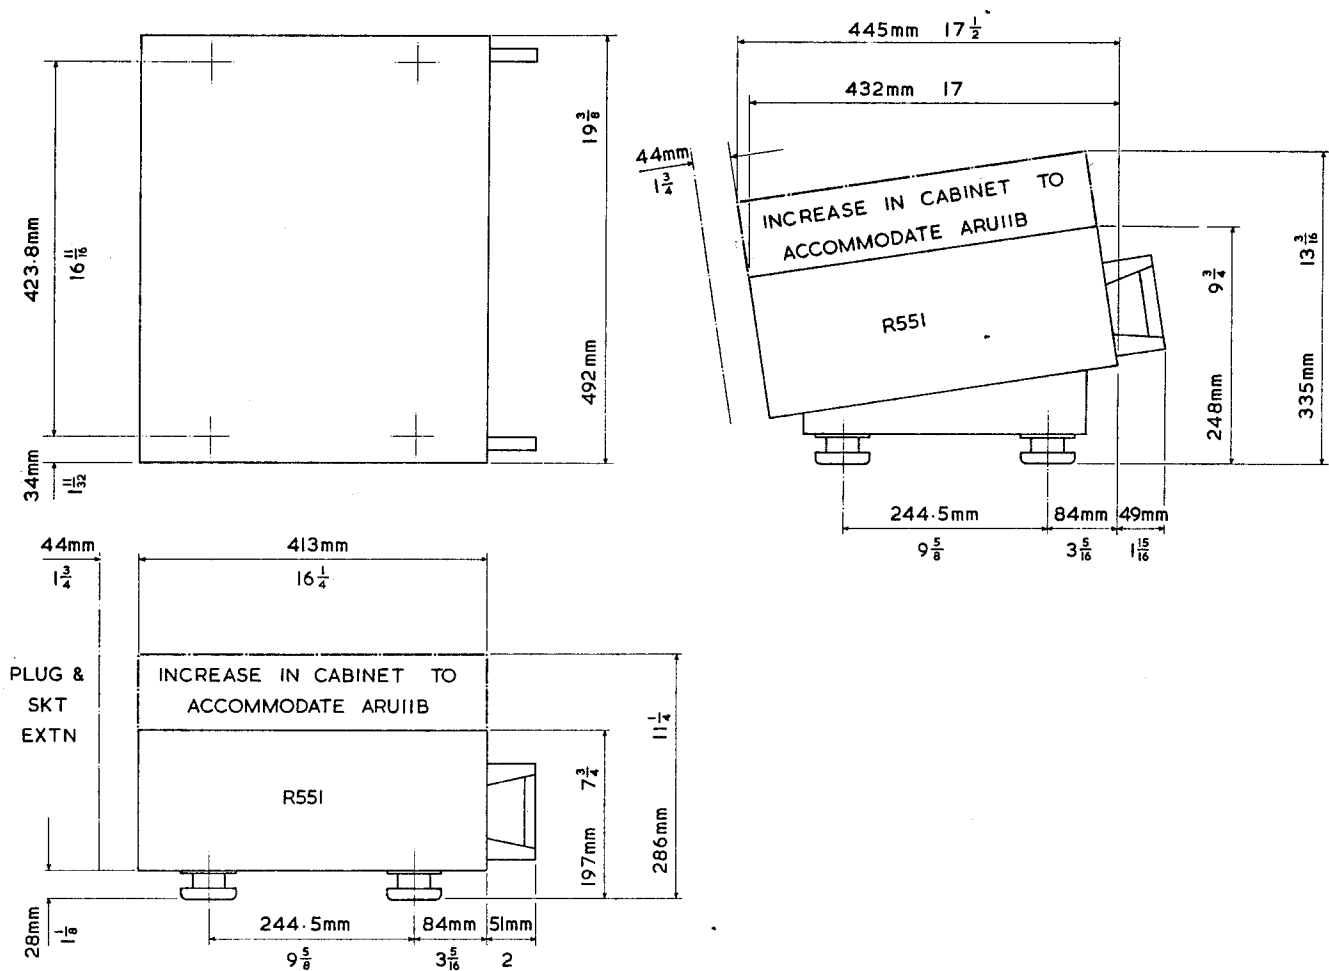 423.8mm
16 11/16
34mm
1 11/32
19 3/8
492mm
445mm 17 1/2
432mm 17
44mm
1 3/4
INCREASE IN CABINET TO
ACCOMMODATE ARU11B
R551
9 3/4
248mm
13 3/16
335mm
244.5mm
84mm
49mm
9 5/8
3 5/16
1 15/16
44mm
1 3/4
413mm
16 1/4
PLUG &
SKT
EXTN
INCREASE IN CABINET TO
ACCOMMODATE ARU11B
R551
7 3/4
197mm
11 1/4
286mm
28mm
1 1/8
244.5mm
84mm
51mm
9 5/8
3 5/16
2